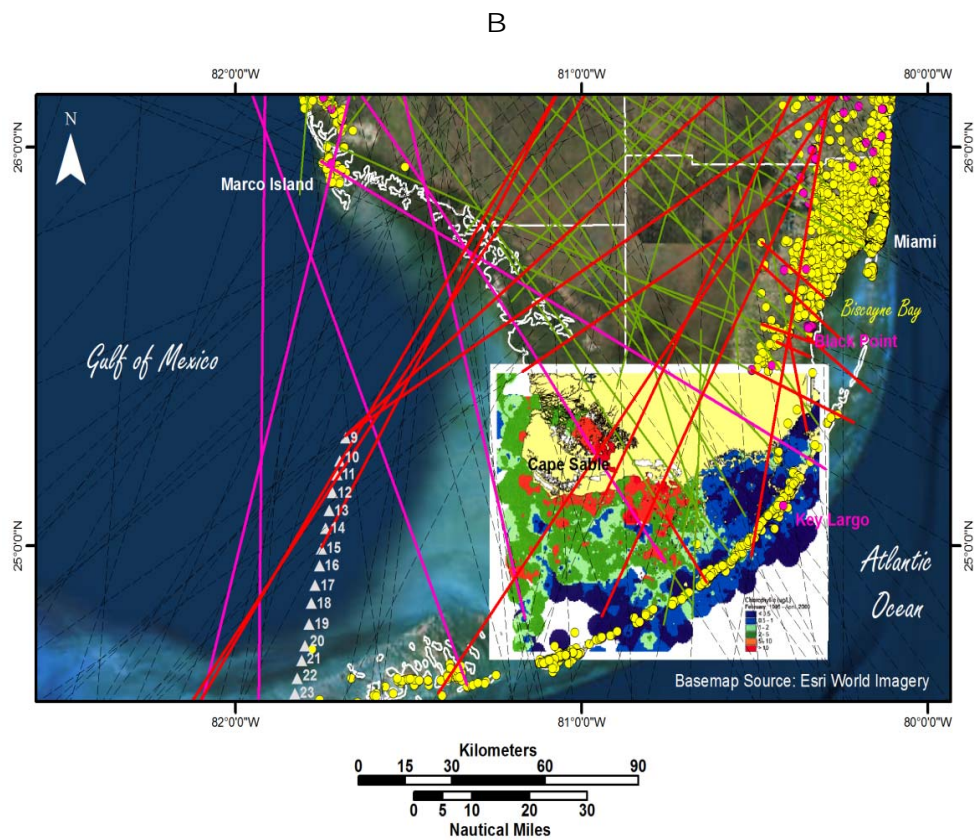 B
82°0'0"W 81°0'0"W 80°0'0"W
N
26°0'0"N 26°0'0"N
Marco Island
Miami
Biscayne Bay
Black Point
Gulf of Mexico
9
10
Cape Sable
11
12
13
Key Largo
14
25°0'0"N 25°0'0"N
15
Atlantic
16
17
Ocean
18
Chlorophyll a (ug/L)
19
20
21
22
Basemap Source: Esri World Imagery
23
82°0'0"W 81°0'0"W 80°0'0"W
Kilometers
0 15 30 60 90
0 5 10 20 30
Nautical Miles